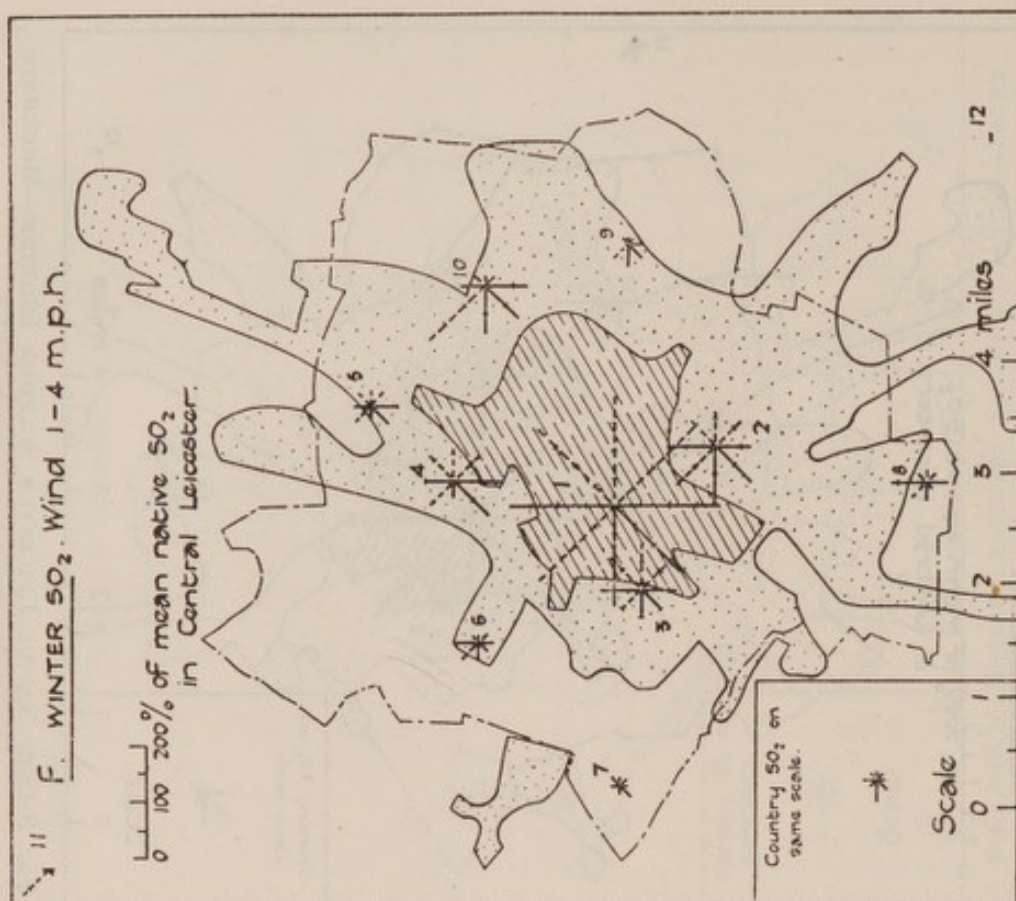 F. WINTER SO₂. Wind 1-4 m.p.h.
0 100 200% of mean native SO₂
in Central Leicester.
11
10
5
9
4
1
2
6
3
7
8
12
Country SO₂ on
same scale.
Scale
0 1 2 3 4 miles